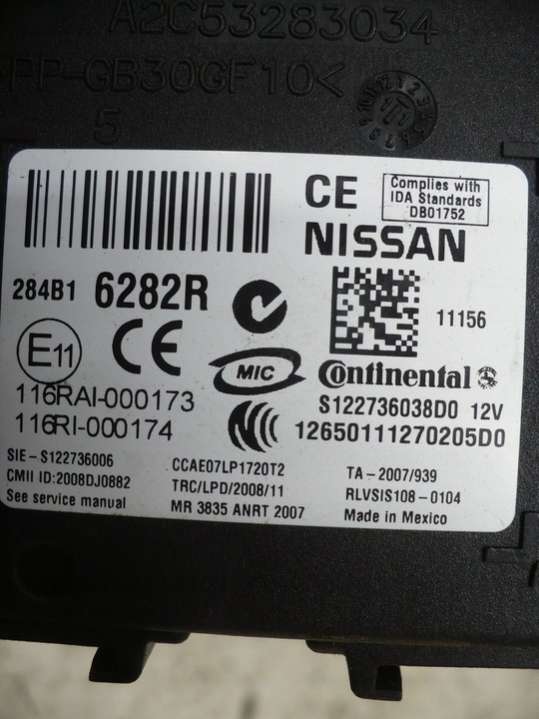 A2C53283034
>PP-GB30GF10<
5
CE
Complies with
IDA Standards
DB01752
NISSAN
284B1 6282R
11156
E11
CE
MIC
Continental
116RAI-000173
116RI-000174
S122736038D0 12V
12650111270205D0
SIE-S122736006
CMII ID:2008DJ0882
See service manual
CCAE07LP1720T2
TRC/LPD/2008/11
MR 3835 ANRT 2007
TA-2007/939
RLVSIS108-0104
Made in Mexico